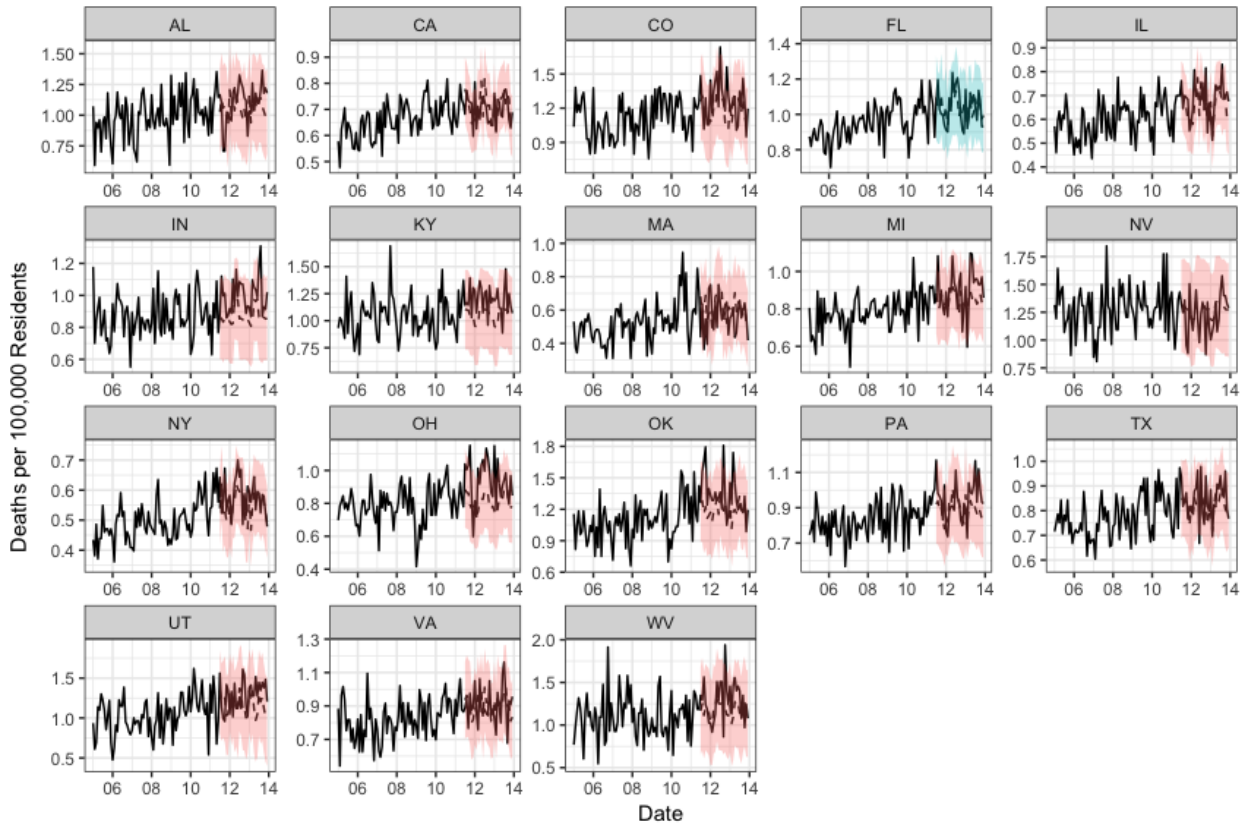 AL CA CO FL IL
1.50 1.25 1.00 0.75
0.9 0.8 0.7 0.6 0.5
1.5 1.2 0.9
1.4 1.2 1.0 0.8
0.9 0.8 0.7 0.6 0.5 0.4
06 08 10 12 14 06 08 10 12 14 06 08 10 12 14 06 08 10 12 14 06 08 10 12 14
IN KY MA MI NV
1.2 1.0 0.8 0.6
1.50 1.25 1.00 0.75
1.0 0.8 0.6 0.4
1.0 0.8 0.6
1.75 1.50 1.25 1.00 0.75
06 08 10 12 14 06 08 10 12 14 06 08 10 12 14 06 08 10 12 14 06 08 10 12 14
Deaths per 100,000 Residents
NY OH OK PA TX
0.7 0.6 0.5 0.4
1.0 0.8 0.6 0.4
1.8 1.5 1.2 0.9 0.6
1.1 0.9 0.7
1.0 0.9 0.8 0.7 0.6
06 08 10 12 14 06 08 10 12 14 06 08 10 12 14 06 08 10 12 14 06 08 10 12 14
UT VA WV
1.5 1.0 0.5
1.3 1.1 0.9 0.7
2.0 1.5 1.0 0.5
06 08 10 12 14 06 08 10 12 14 06 08 10 12 14
Date